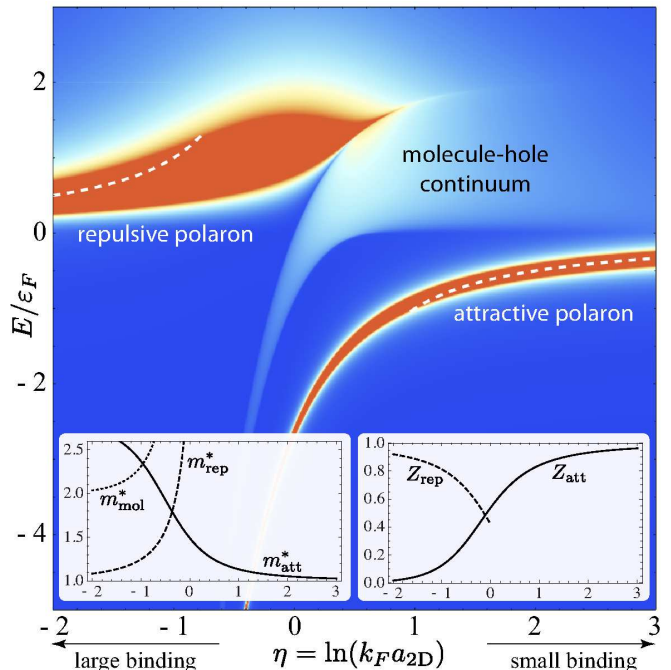 E/εF
2
0
- 2
- 4
repulsive polaron
molecule-hole
continuum
attractive polaron
2.5
2.0
1.5
1.0
m*mol
m*rep
m*att
- 2 - 1 0 1 2 3
1.0
0.8
0.6
0.4
0.2
0.0
Zrep
Zatt
- 2 - 1 0 1 2 3
- 2 - 1 0 1 2 3
large binding
η = ln(kF a2D)
small binding